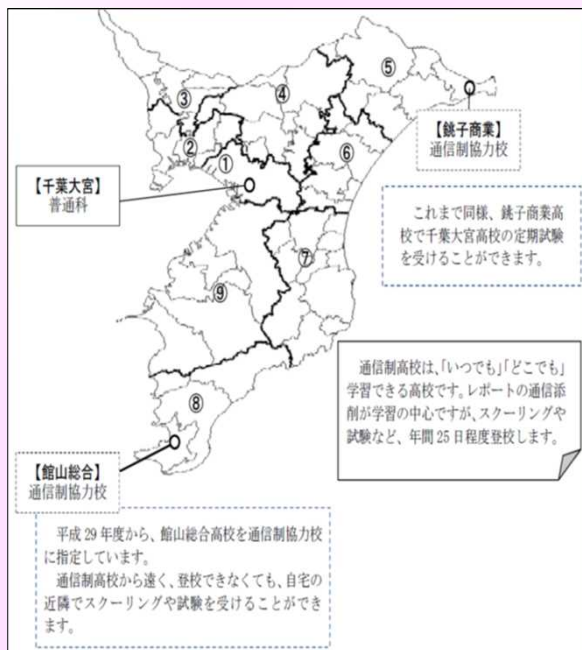 ⑤
④
③
【銚子商業】
通信制協力校
②
⑥
①
【千葉大宮】
普通科
これまで同様、銚子商業高
校で千葉大宮高校の定期試験
を受けることができます。
⑦
⑨
通信制高校は、「いつでも」「どこでも」
学習できる高校です。レポートの通信添
削が学習の中心ですが、スクーリングや
試験など、年間25日程度登校します。
⑧
【館山総合】
通信制協力校
平成29年度から、館山総合高校を通信制協力校
に指定しています。
通信制高校から遠く、登校できなくても、自宅の
近隣でスクーリングや試験を受けることができ
ます。